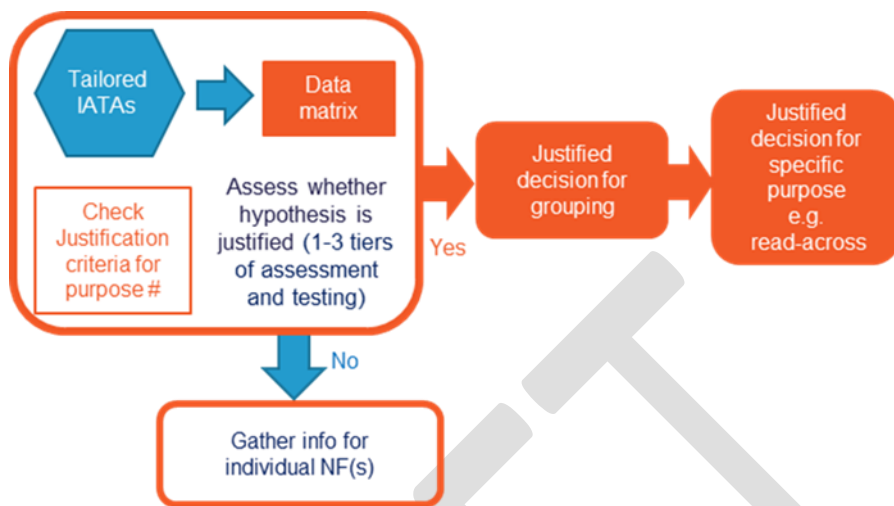 Tailored
IATAs
Data
matrix
Check
Justification
criteria for
purpose #
Assess whether
hypothesis is
justified (1-3 tiers
of assessment
and testing)
Yes
Justified
decision for
grouping
Justified
decision for
specific
purpose
e.g.
read-across
No
Gather info for
individual NF(s)